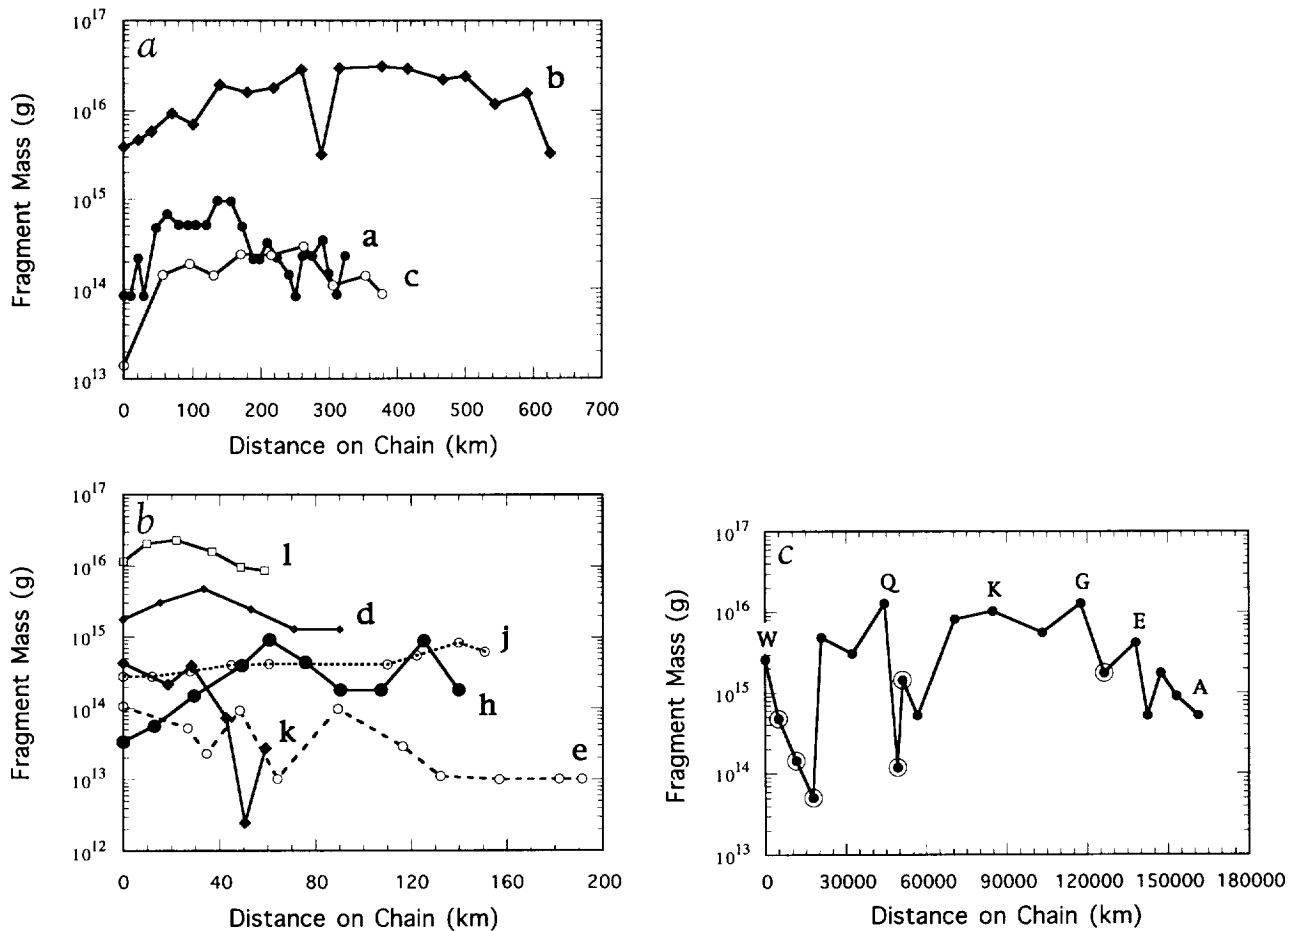 a
10^17
10^16
10^15
10^14
10^13
Fragment Mass (g)
b
a
c
0 100 200 300 400 500 600 700
Distance on Chain (km)
b
10^17
10^16
10^15
10^14
10^13
10^12
Fragment Mass (g)
l
d
j
h
k
e
0 40 80 120 160 200
Distance on Chain (km)
c
10^17
10^16
10^15
10^14
10^13
Fragment Mass (g)
W
Q
K
G
E
A
0 30000 60000 90000 120000 150000 180000
Distance on Chain (km)